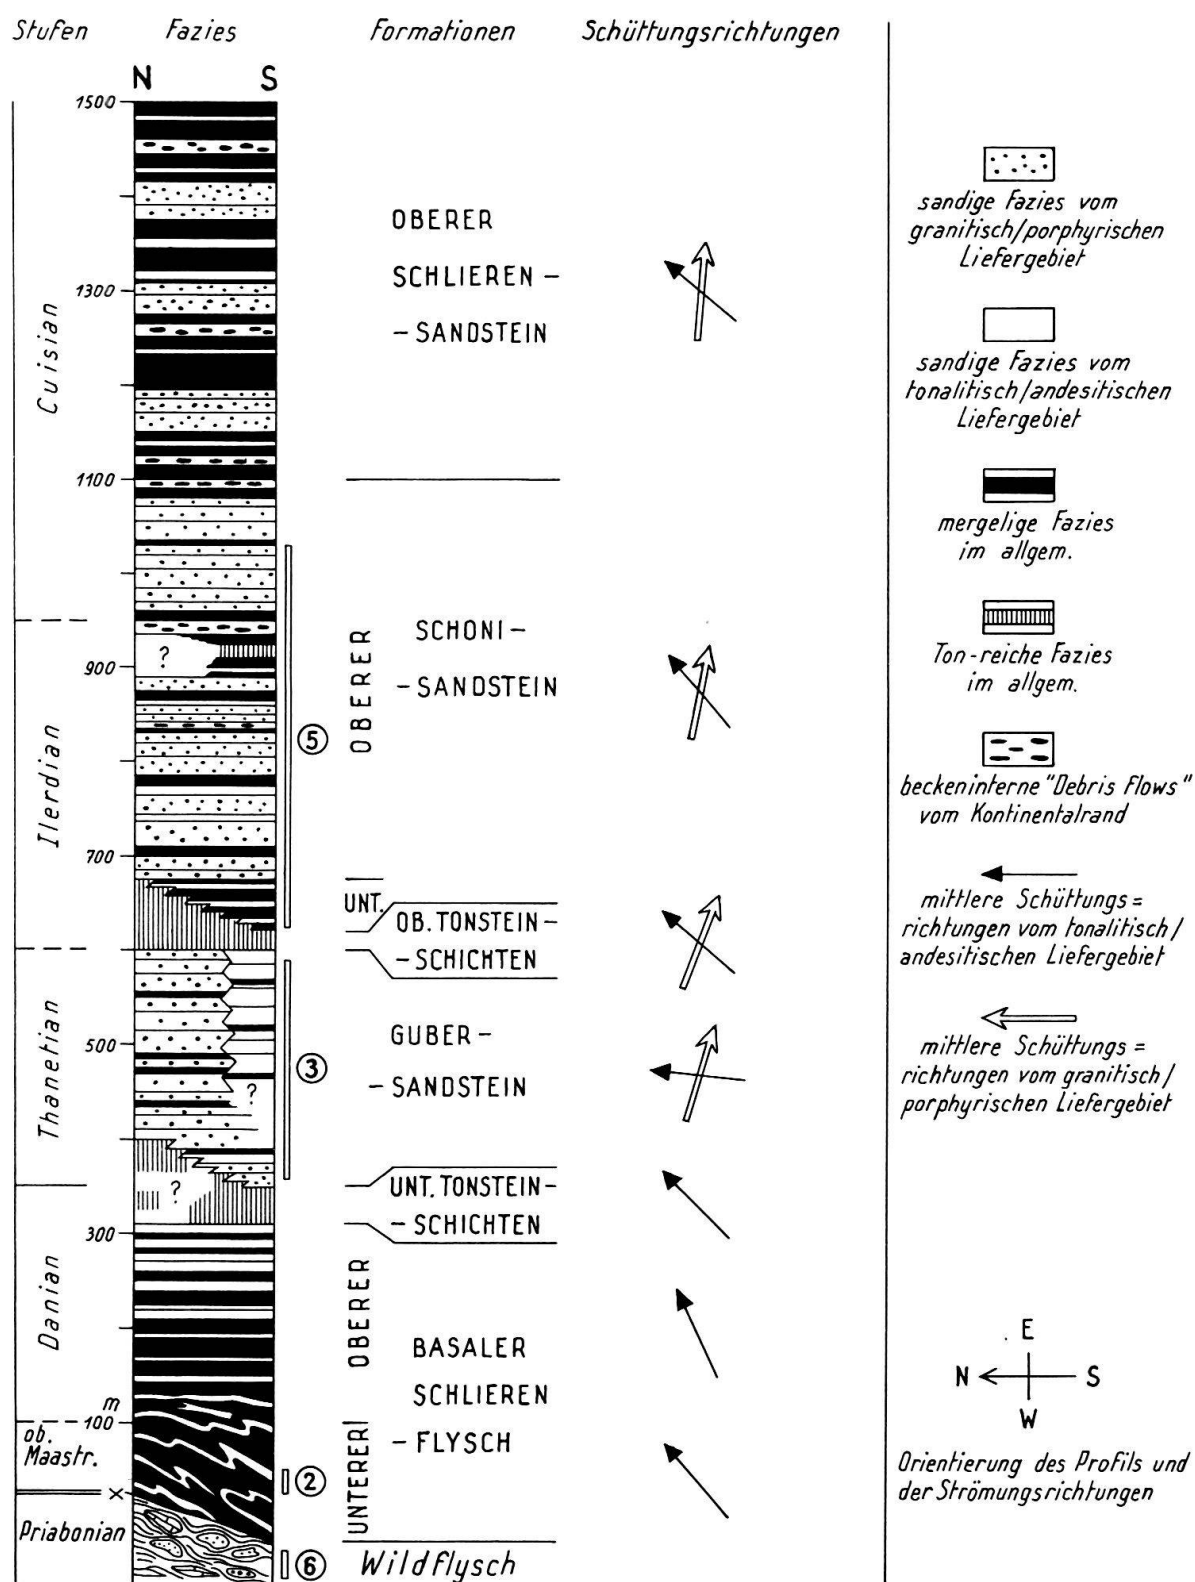 Stufen Fazies Formationen Schüttungsrichtungen
N S
1500
1300
1100
900
700
500
300
m
100
Cuisian
Ilerdian
Thanetian
Danian
ob.
Maastr.
x
Priabonian
?
?
?
5
3
2
6
OBERER
SCHLIEREN-
-SANDSTEIN
OBERER
SCHONI-
-SANDSTEIN
UNT.
OB. TONSTEIN-
-SCHICHTEN
GUBER-
-SANDSTEIN
UNT. TONSTEIN-
-SCHICHTEN
OBERER
BASALER
SCHLIEREN
-FLYSCH
UNTERER
Wildflysch
sandige Fazies vom
granitisch/porphyrischen
Liefergebiet
sandige Fazies vom
tonalitisch/andesitischen
Liefergebiet
mergelige Fazies
im allgem.
Ton-reiche Fazies
im allgem.
beckeninterne "Debris Flows"
vom Kontinentalrand
mittlere Schüttungs=
richtungen vom tonalitisch/
andesitischen Liefergebiet
mittlere Schüttungs=
richtungen vom granitisch/
porphyrischen Liefergebiet
E
N S
W
Orientierung des Profils und
der Strömungsrichtungen